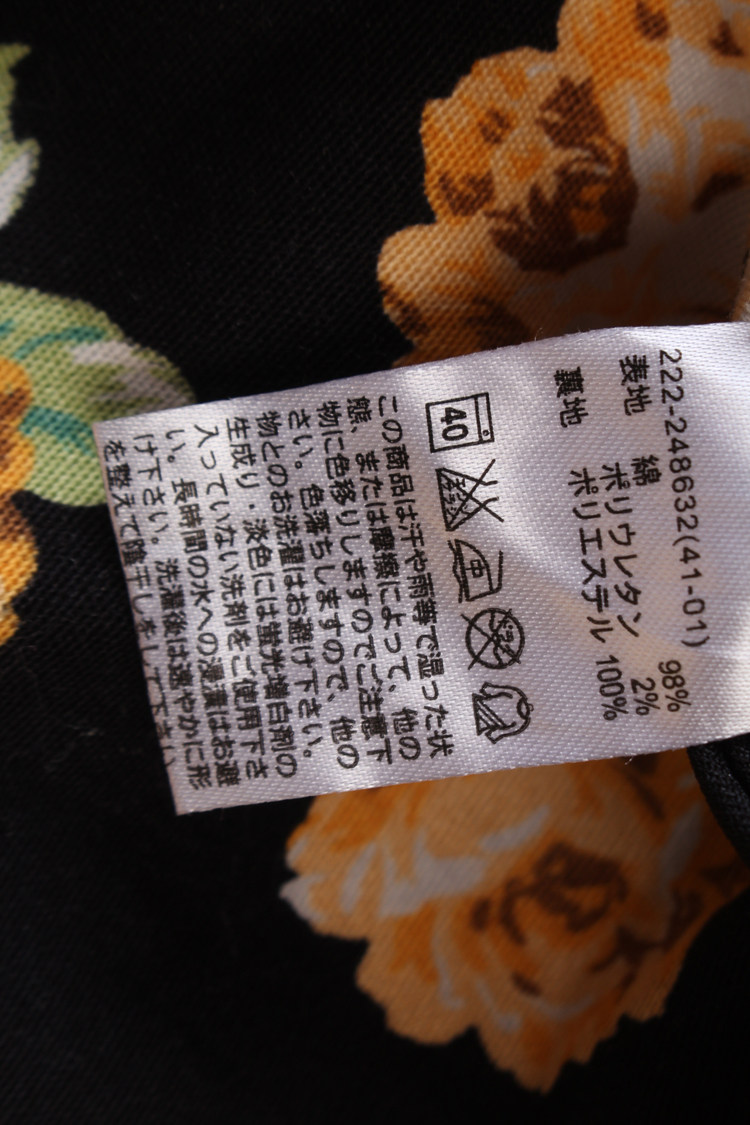 222-248632(41-01)
表地 綿 98%
ポリウレタン 2%
裏地 ポリエステル 100%
40
この商品は汗や雨等で湿った状
態、または摩擦によって、他の
物に色移りしますのでご注意下
さい。色落ちしますので、他の
物とのお洗濯はお避け下さい。
生成り・淡色には蛍光増白剤の
入っていない洗剤をご使用下さ
い。長時間の水への浸漬はお避
け下さい。洗濯後は速やかに形
を整えて陰干しをして下さい